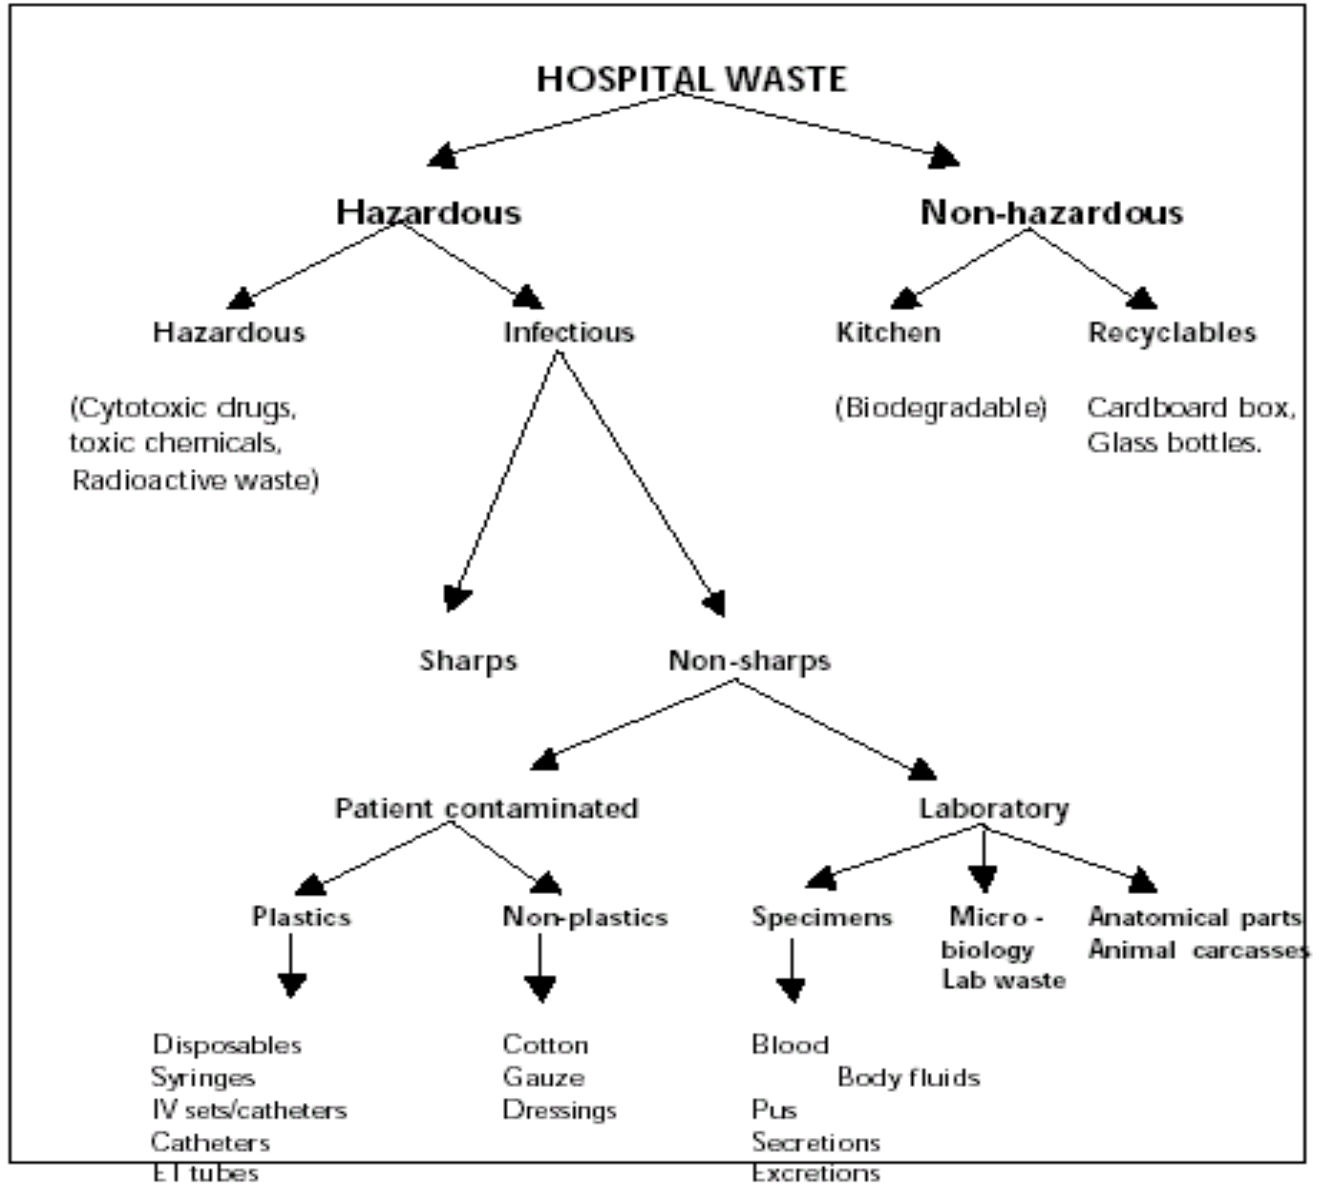 HOSPITAL WASTE
Hazardous
Non-hazardous
Hazardous
Infectious
Kitchen
Recyclables
(Cytotoxic drugs,
toxic chemicals,
Radioactive waste)
(Biodegradable)
Cardboard box,
Glass bottles.
Sharps
Non-sharps
Patient contaminated
Laboratory
Plastics
Non-plastics
Specimens
Micro -
biology
Lab waste
Anatomical parts
Animal carcasses
Disposables
Syringes
IV sets/catheters
Catheters
ET tubes
Cotton
Gauze
Dressings
Blood
Body fluids
Pus
Secretions
Excretions